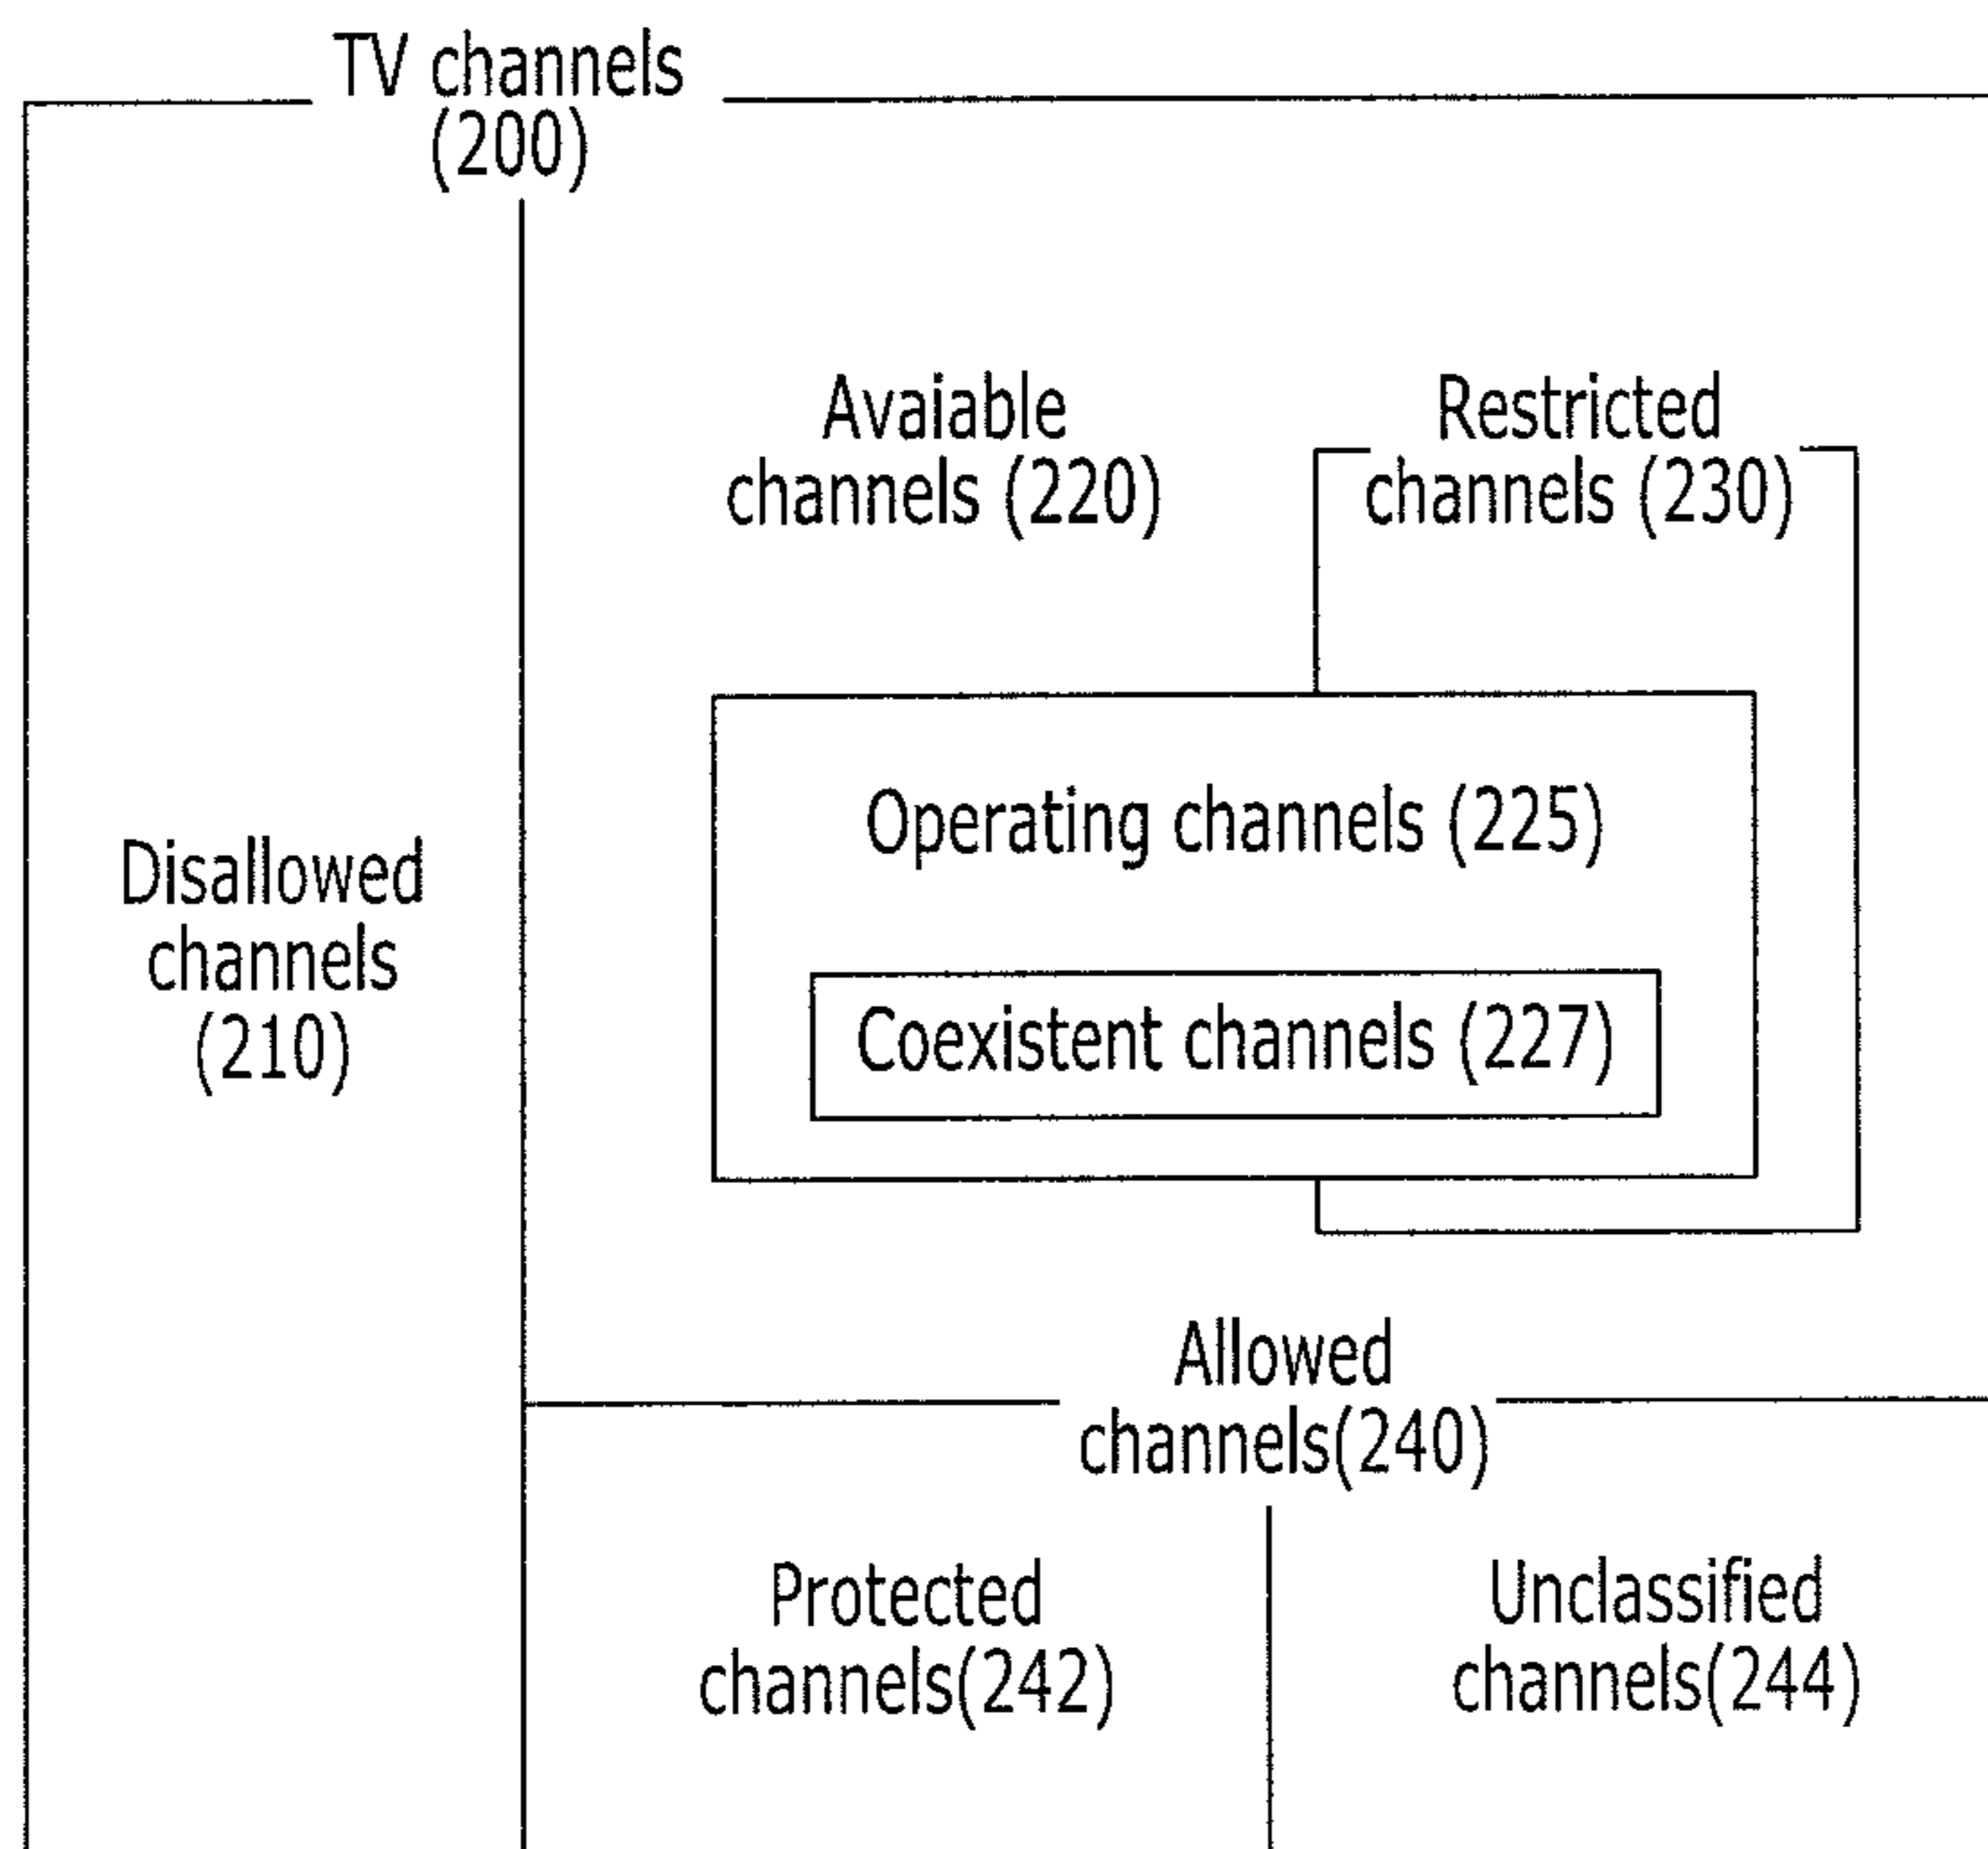 TV channels
(200)
Avaiable
channels (220)
Restricted
channels (230)
Operating channels (225)
Disallowed
channels
(210)
Coexistent channels (227)
Allowed
channels(240)
Protected
channels(242)
Unclassified
channels(244)